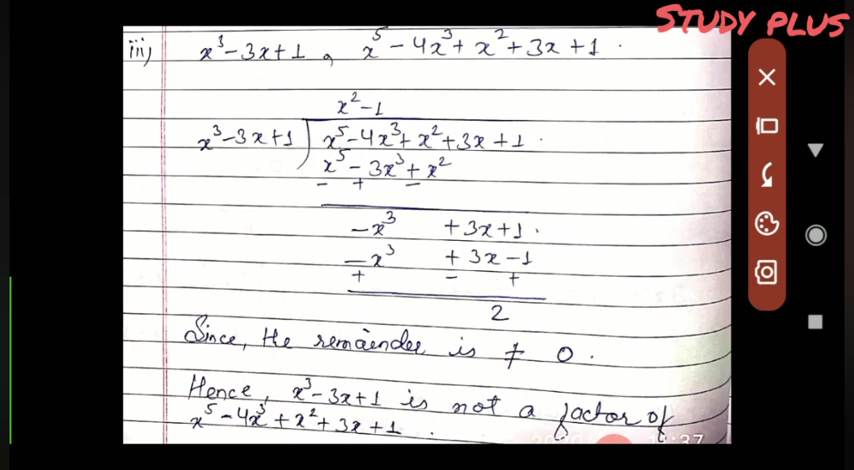 STUDY PLUS
iii) x³-3x+1, x⁵-4x³+x²+3x+1.
x²-1
x³-3x+1 ) x⁵-4x³+x²+3x+1.
x⁵-3x³+x²
- + -
-x³ +3x+1.
-x³ +3x-1
+ - +
2
Since, the remainder is ≠ 0.
Hence, x³-3x+1 is not a factor of
x⁵-4x³+x²+3x+1.